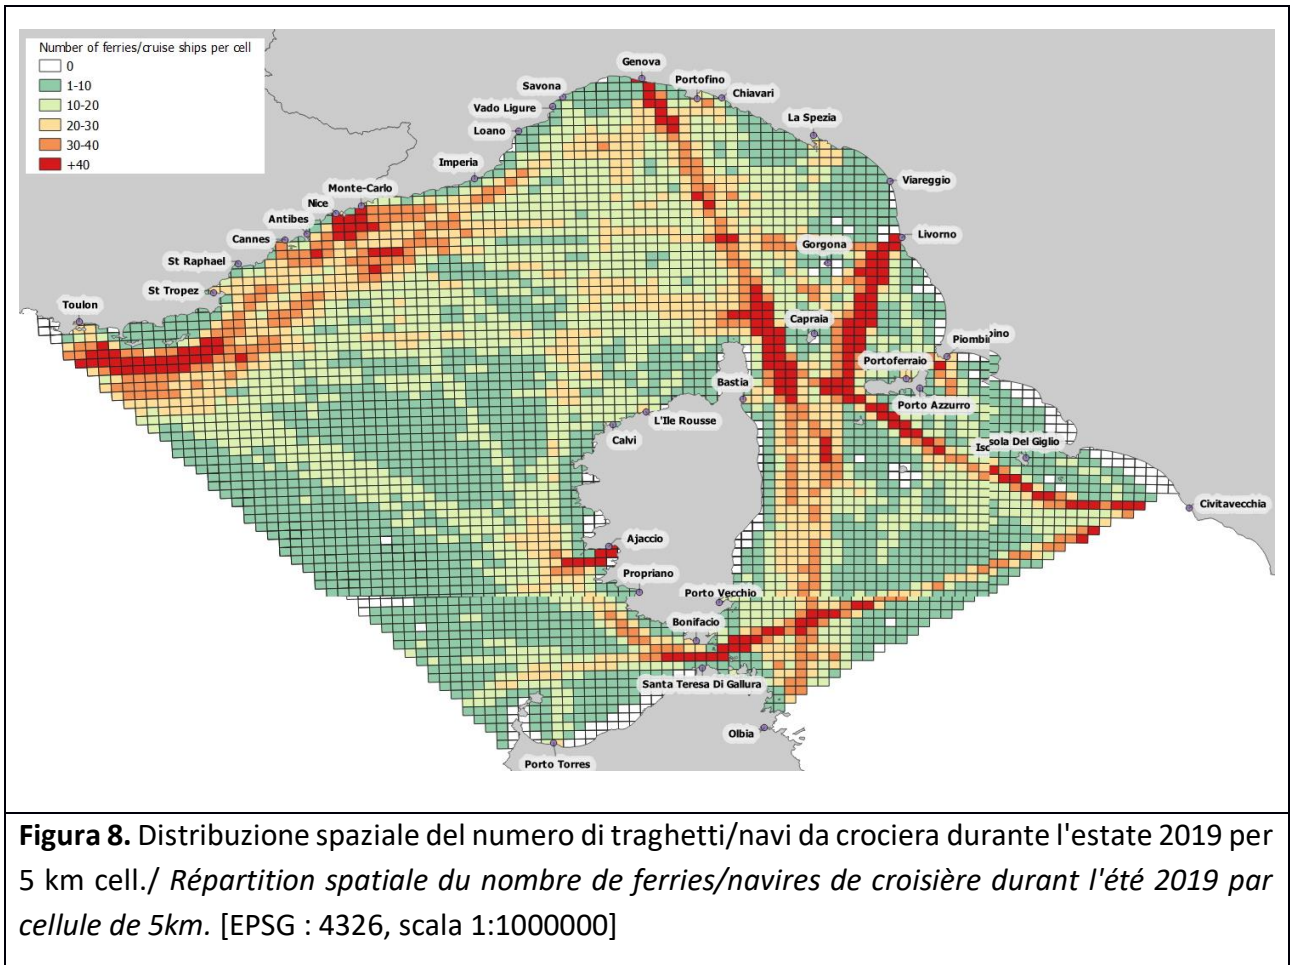 Number of ferries/cruise ships per cell
0
1-10
10-20
20-30
30-40
+40
Genova
Portofino
Savona
Chiavari
Vado Ligure
La Spezia
Loano
Imperia
Viareggio
Monte-Carlo
Nice
Antibes
Livorno
Cannes
Gorgona
St Raphael
St Tropez
Toulon
Capraia
Piombi pino
Portoferraio
Bastia
Porto Azzurro
L'Ile Rousse
Calvi
Iso sola Del Giglio
Civitavecchia
Ajaccio
Propriano
Porto Vecchio
Bonifacio
Santa Teresa Di Gallura
Olbia
Porto Torres
Figura 8. Distribuzione spaziale del numero di traghetti/navi da crociera durante l'estate 2019 per
5 km cell./ Répartition spatiale du nombre de ferries/navires de croisière durant l'été 2019 par
cellule de 5km. [EPSG : 4326, scala 1:1000000]